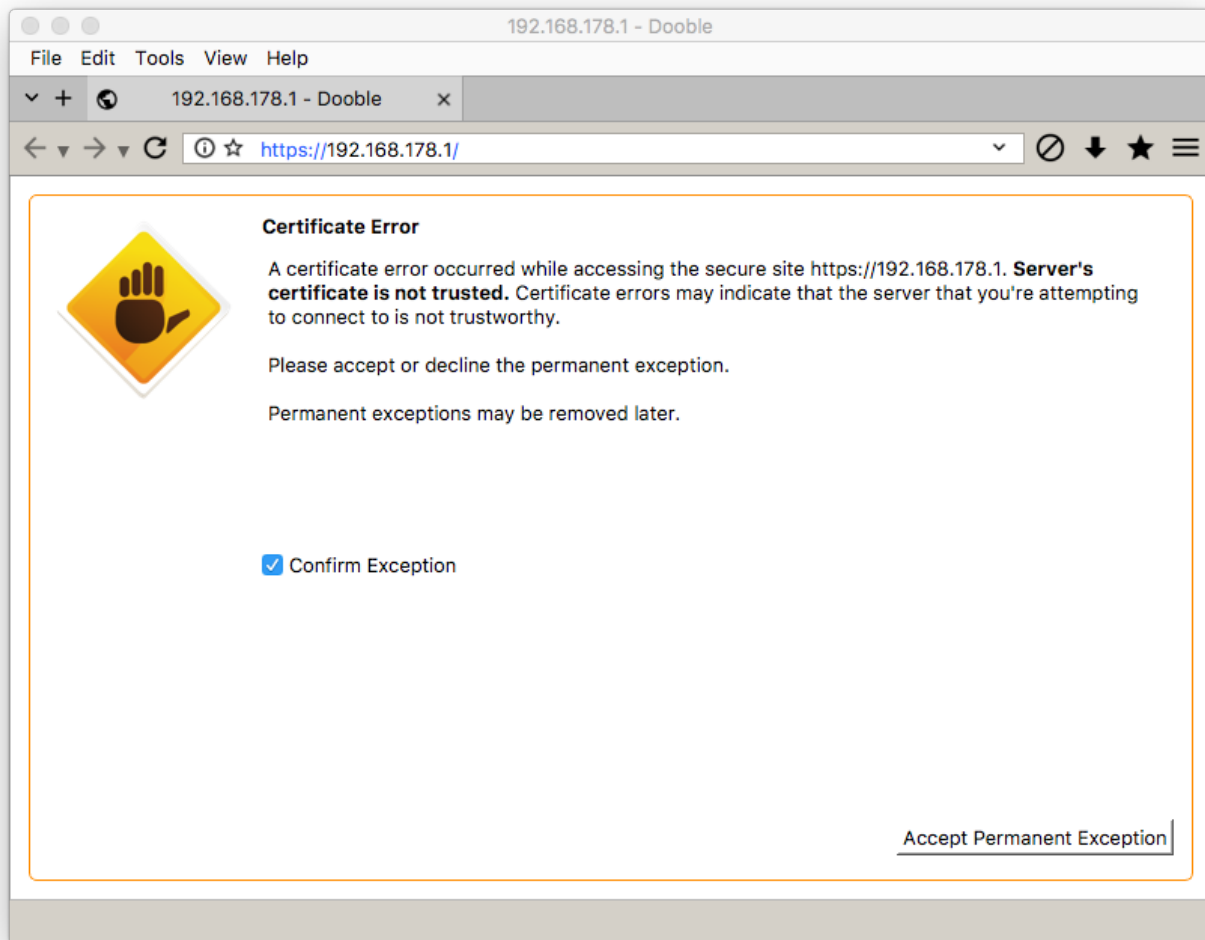 192.168.178.1 - Dooble
File Edit Tools View Help
192.168.178.1 - Dooble
https://192.168.178.1/
Certificate Error
A certificate error occurred while accessing the secure site https://192.168.178.1. Server's
certificate is not trusted. Certificate errors may indicate that the server that you're attempting
to connect to is not trustworthy.
Please accept or decline the permanent exception.
Permanent exceptions may be removed later.
Confirm Exception
Accept Permanent Exception